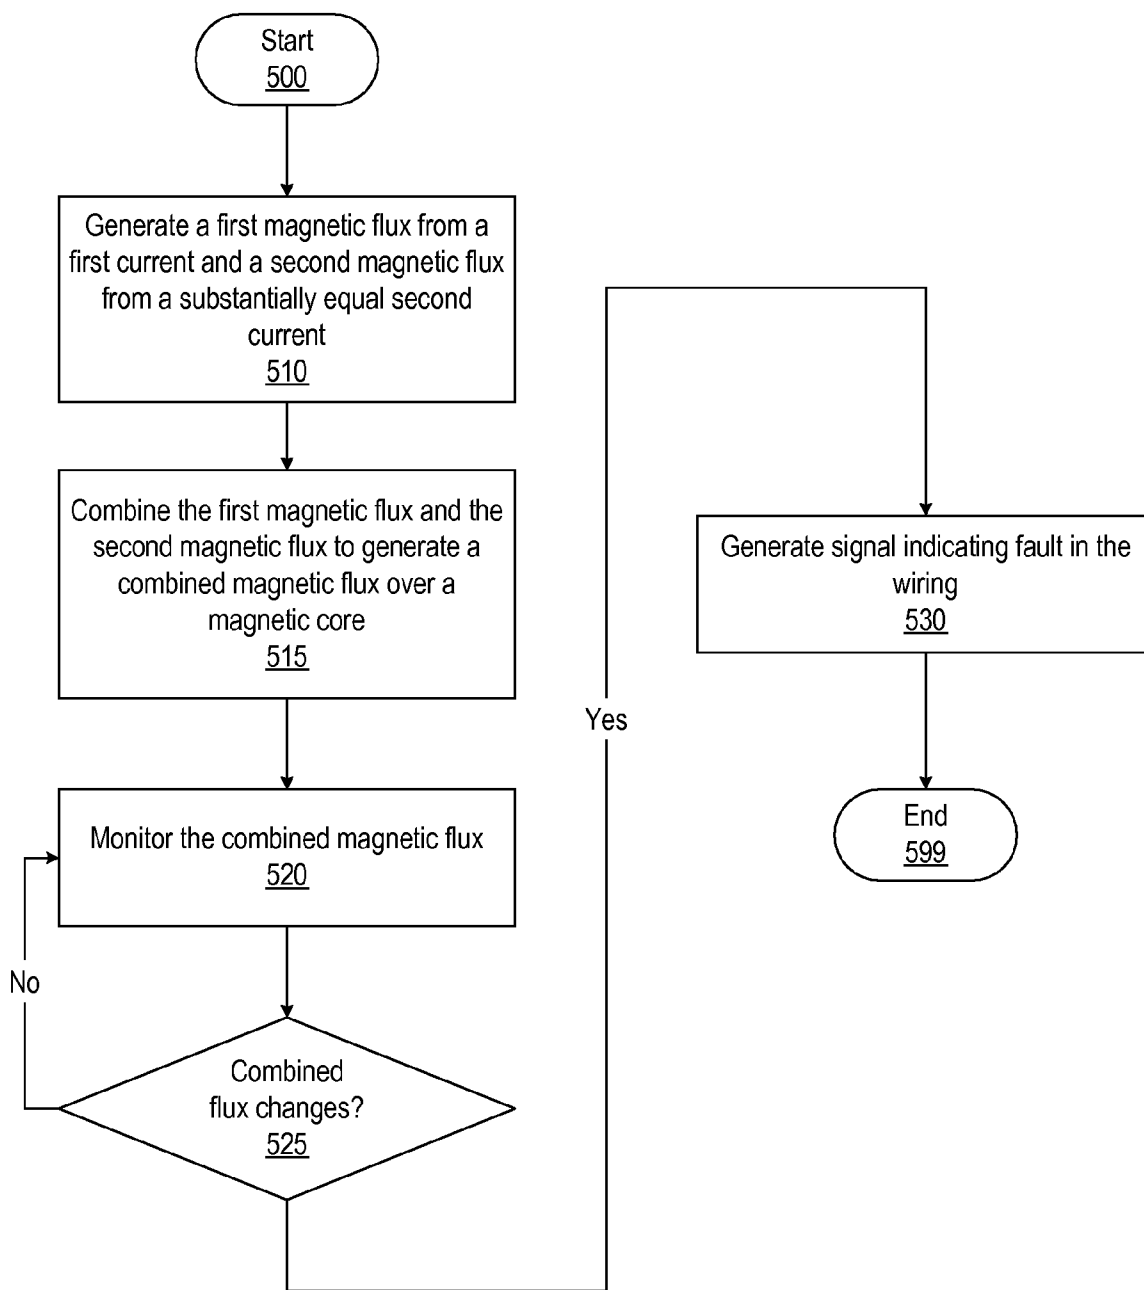 Start
500
Generate a first magnetic flux from a
first current and a second magnetic flux
from a substantially equal second
current
510
Combine the first magnetic flux and the
second magnetic flux to generate a
combined magnetic flux over a
magnetic core
515
Monitor the combined magnetic flux
520
No
Combined
flux changes?
525
Yes
Generate signal indicating fault in the
wiring
530
End
599